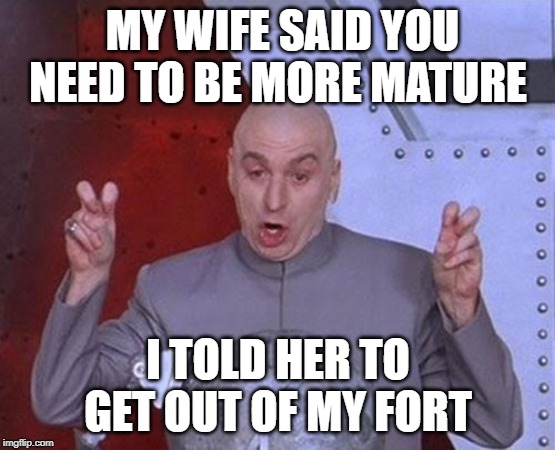 MY WIFE SAID YOU
NEED TO BE MORE MATURE
I TOLD HER TO
GET OUT OF MY FORT
imgflip.com